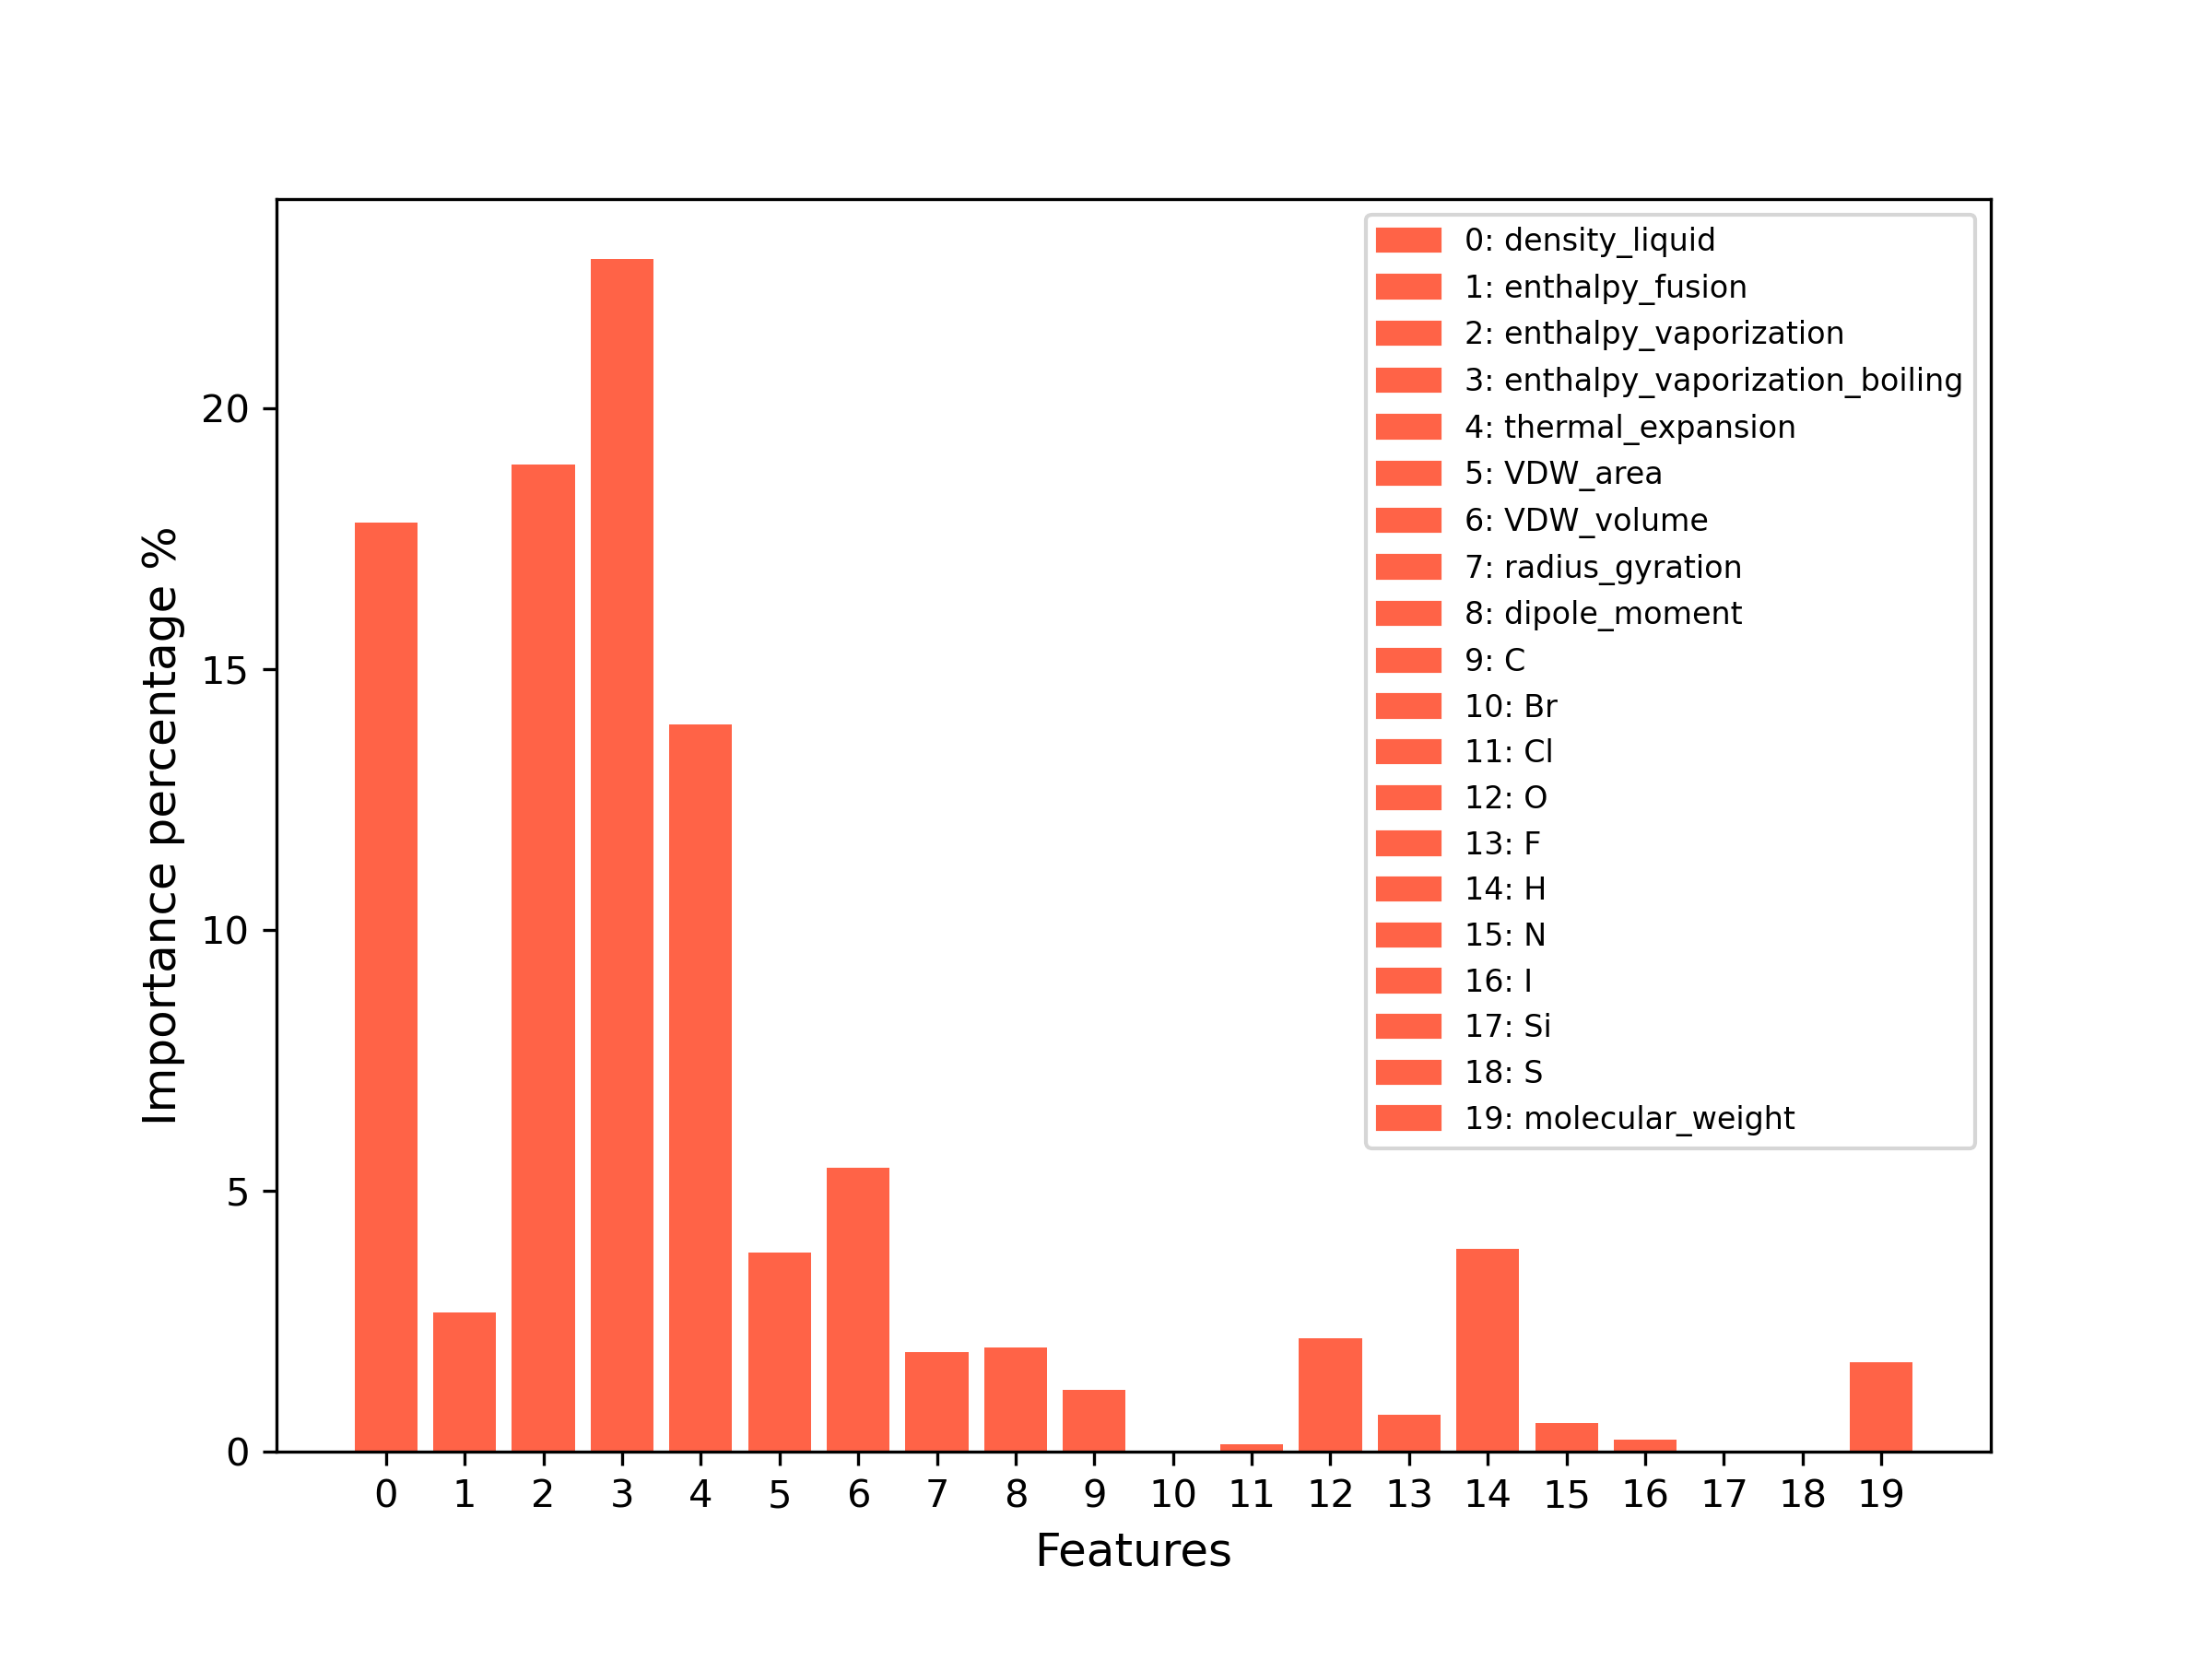 0: density_liquid
1: enthalpy_fusion
2: enthalpy_vaporization
3: enthalpy_vaporization_boiling
4: thermal_expansion
5: VDW_area
6: VDW_volume
7: radius_gyration
8: dipole_moment
9: C
10: Br
11: Cl
12: O
13: F
14: H
15: N
16: I
17: Si
18: S
19: molecular_weight
Importance percentage %
20
15
10
5
0
0 1 2 3 4 5 6 7 8 9 10 11 12 13 14 15 16 17 18 19
Features